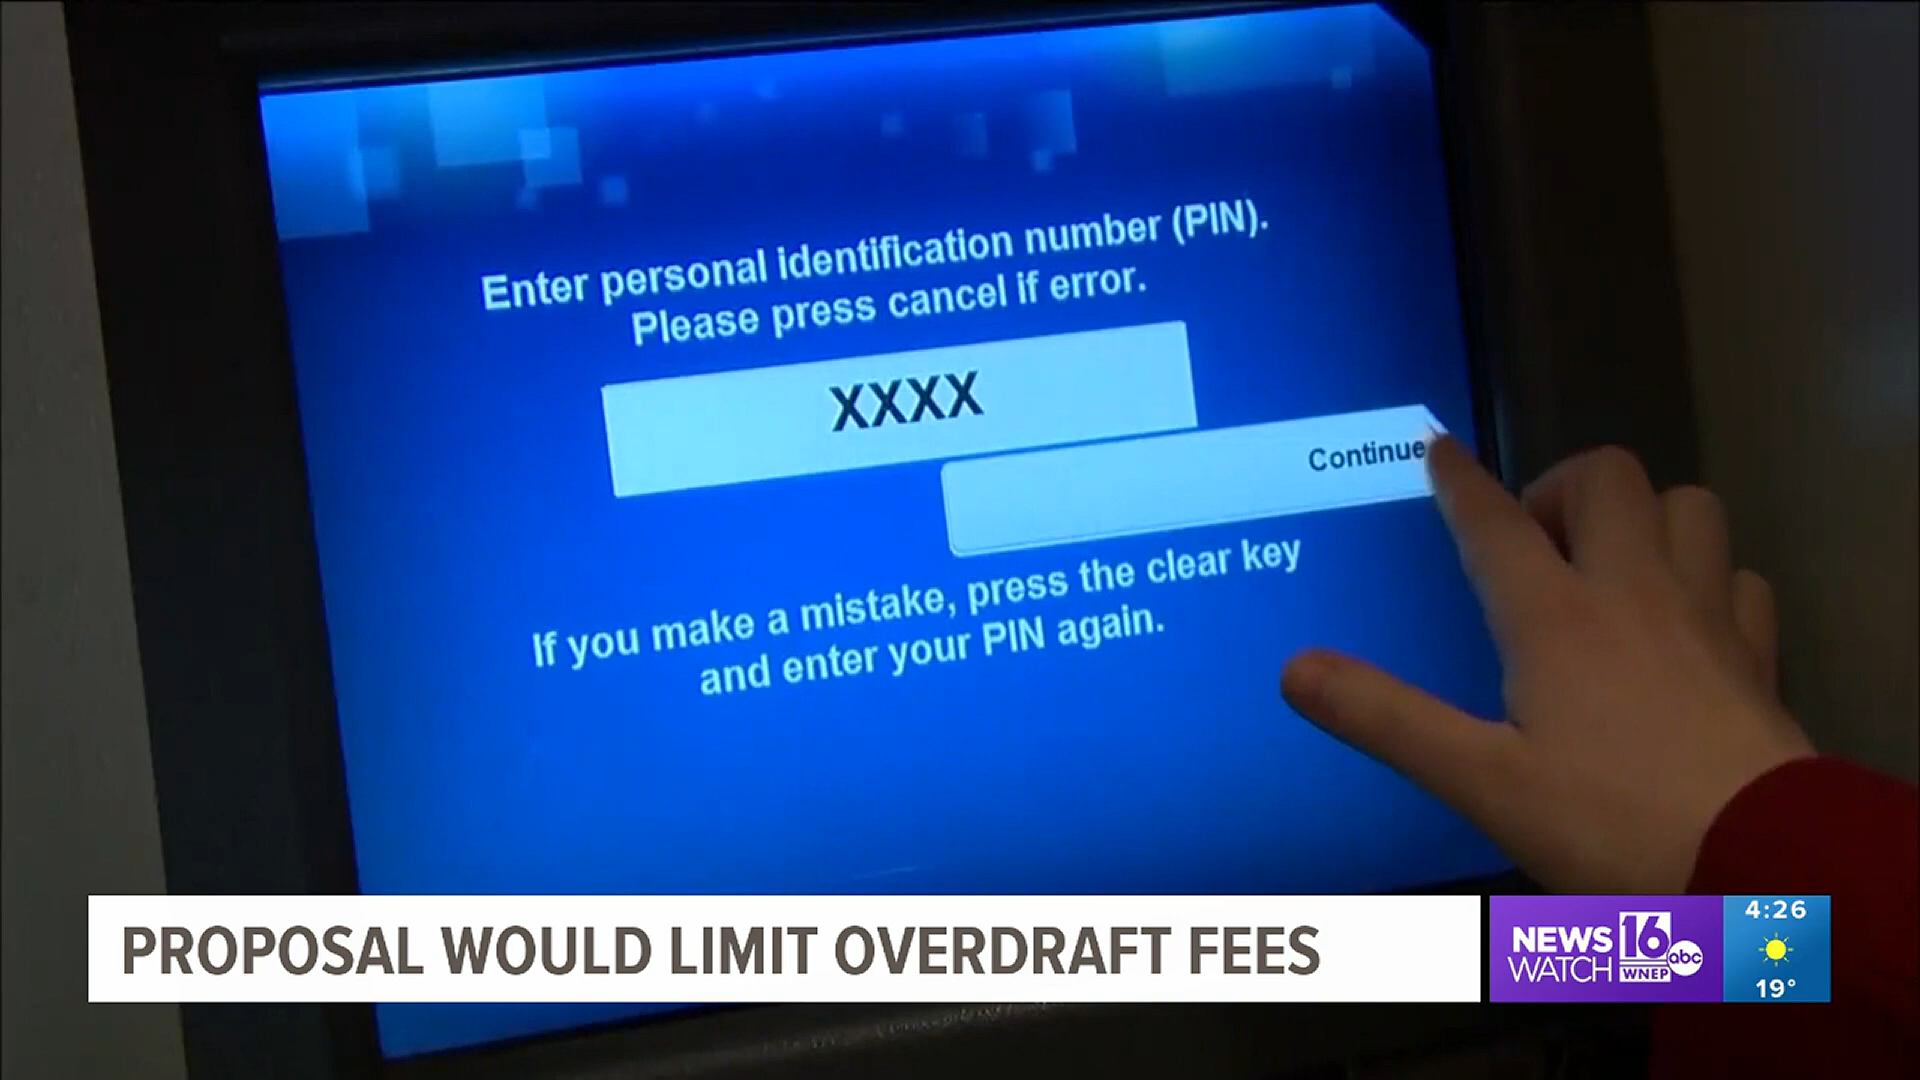 Enter personal identification number (PIN).
Please press cancel if error.
XXXX
Continue
If you make a mistake, press the clear key
and enter your PIN again.
PROPOSAL WOULD LIMIT OVERDRAFT FEES
NEWS
WATCH
16
WNEP
abc
4:26
19°